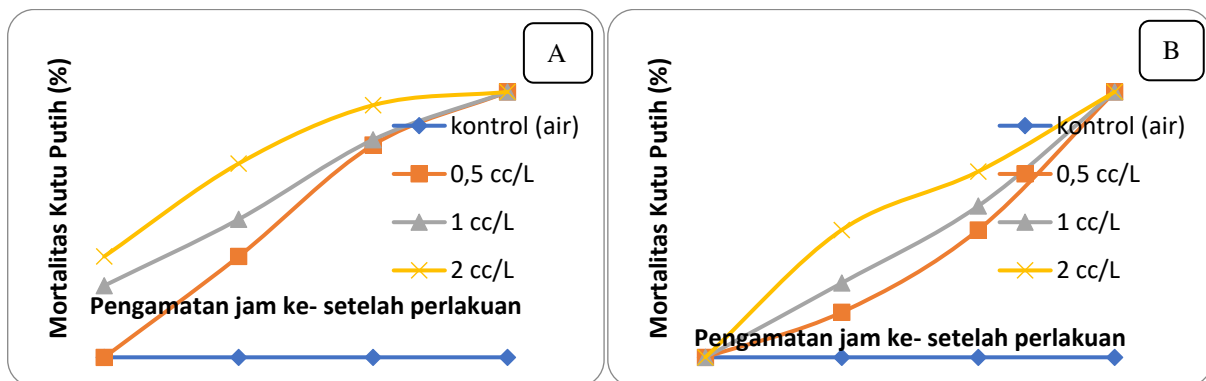 A
Mortalitas Kutu Putih (%)
kontrol (air)
0,5 cc/L
1 cc/L
2 cc/L
Pengamatan jam ke- setelah perlakuan
B
Mortalitas Kutu Putih (%)
kontrol (air)
0,5 cc/L
1 cc/L
2 cc/L
Pengamatan jam ke- setelah perlakuan